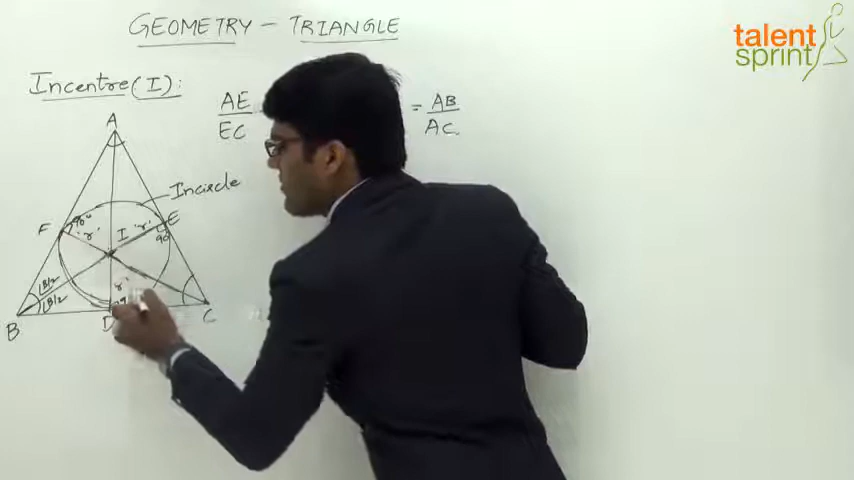 GEOMETRY - TRIANGLE
talent
sprint
Incentre (I) :
AE
EC
= AB
AC
A
Incircle
F
90°
'r'
I
'r'
E
90
∠B/2
∠B/2
'r'
B
D
C